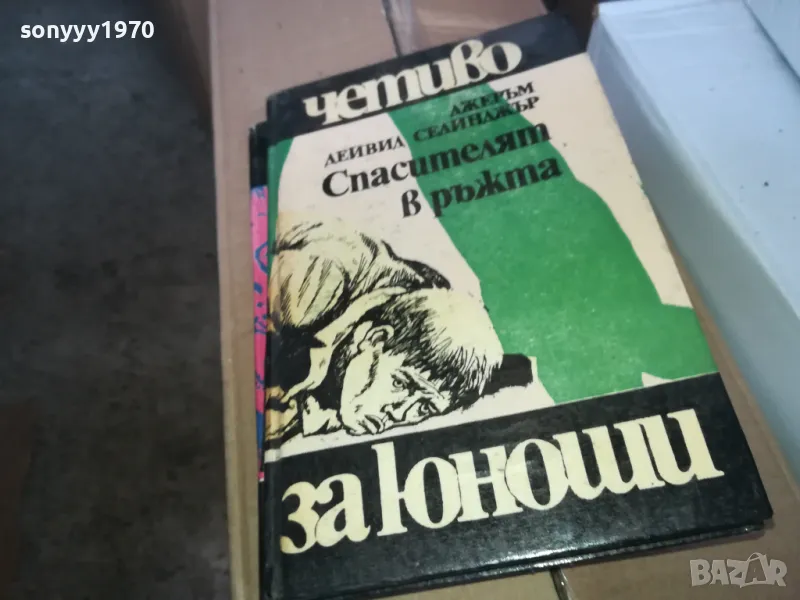 sonyyy1970
четиво
ДЖЕРЪМ
ДЕЙВИД СЕЛИНДЖЪР
Спасителят
в ръжта
за юноши
BAZAR